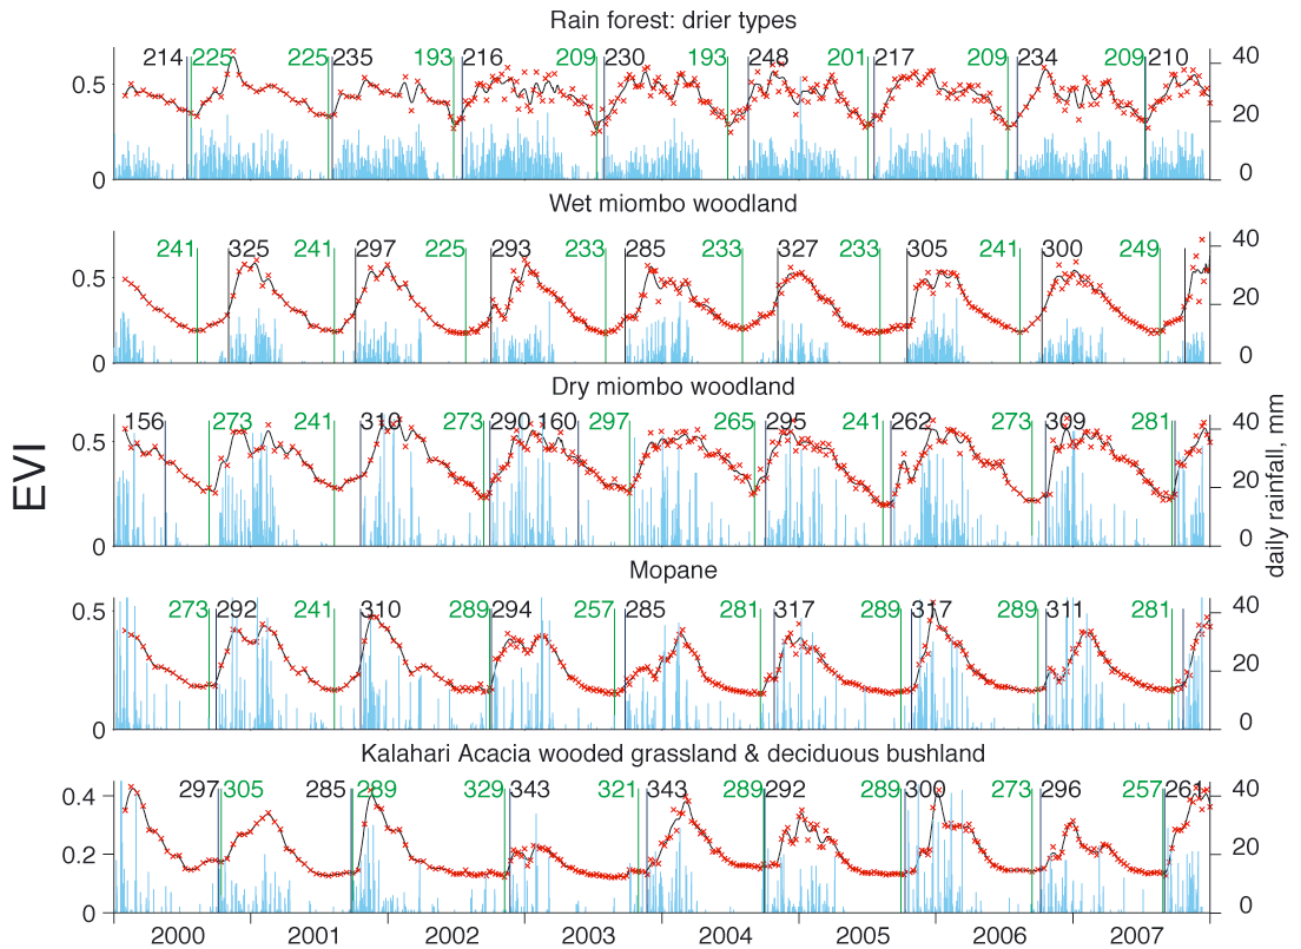 Rain forest: drier types
214 225 225 235 193 216 209 230 193 248 201 217 209 234 209 210
40
0.5
20
0
0
Wet miombo woodland
241 325 241 297 225 293 233 285 233 327 233 305 241 300 249
40
0.5
20
0
0
Dry miombo woodland
156 273 241 310 273 290 160 297 265 295 241 262 273 309 281
40
0.5
20
0
0
EVI
daily rainfall, mm
Mopane
273 292 241 310 289 294 257 285 281 317 289 317 289 311 281
0.5
40
20
0
0
Kalahari Acacia wooded grassland & deciduous bushland
297 305 285 289 329 343 321 343 289 292 289 300 273 296 257 261
0.4
40
0.2
20
0
0
2000 2001 2002 2003 2004 2005 2006 2007